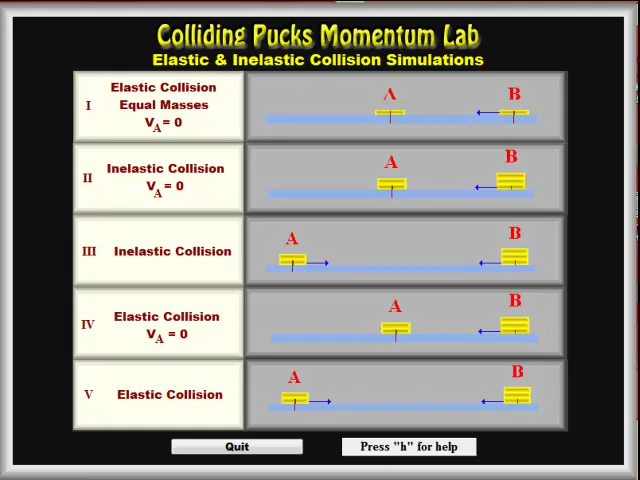 Colliding Pucks Momentum Lab
Elastic & Inelastic Collision Simulations
I
Elastic Collision
Equal Masses
VA = 0
A
B
II
Inelastic Collision
VA = 0
A
B
III
Inelastic Collision
A
B
IV
Elastic Collision
VA = 0
A
B
V
Elastic Collision
A
B
Quit
Press "h" for help